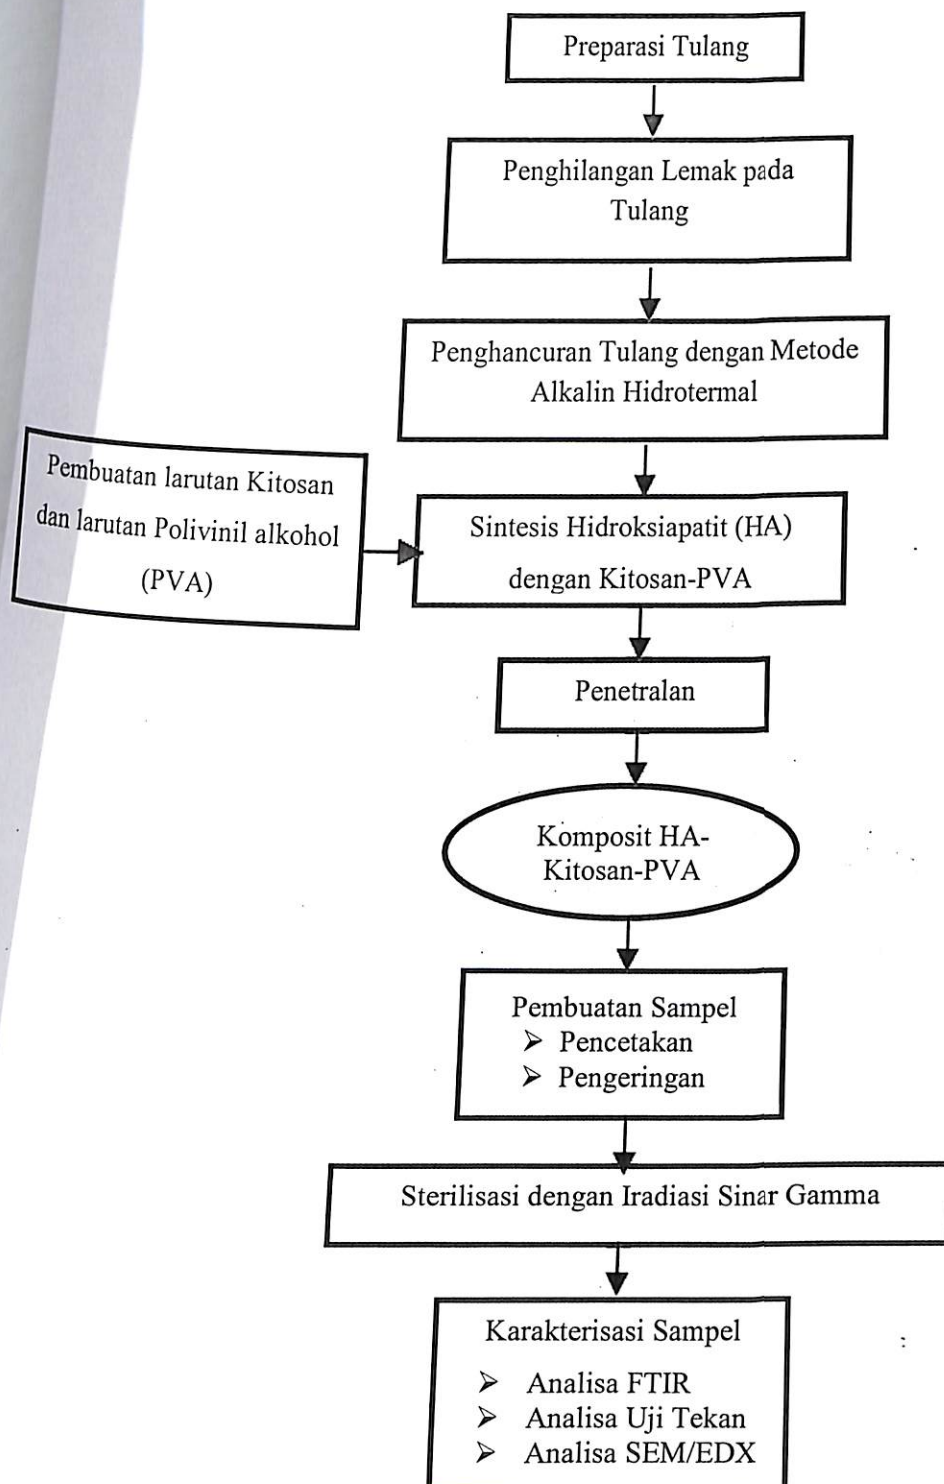 Preparasi Tulang
Penghilangan Lemak pada
Tulang
Penghancuran Tulang dengan Metode
Alkalin Hidrotermal
Pembuatan larutan Kitosan
dan larutan Polivinil alkohol
(PVA)
Sintesis Hidroksiapatit (HA)
dengan Kitosan-PVA
Penetralan
Komposit HA-
Kitosan-PVA
Pembuatan Sampel
➢ Pencetakan
➢ Pengeringan
Sterilisasi dengan Iradiasi Sinar Gamma
Karakterisasi Sampel
➢ Analisa FTIR
➢ Analisa Uji Tekan
➢ Analisa SEM/EDX